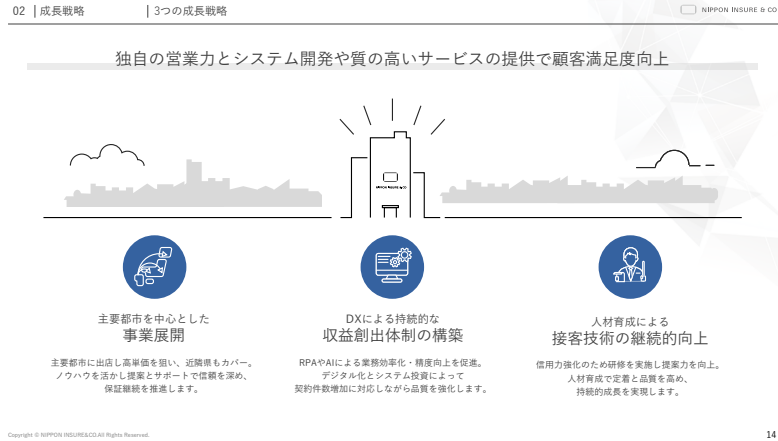 02 | 成長戦略 | 3つの成長戦略
NIPPON INSURE & CO
独自の営業力とシステム開発や質の高いサービスの提供で顧客満足度向上
NIPPON INSURE & CO
主要都市を中心とした
事業展開
主要都市に出店し高単価を狙い、近隣県もカバー。
ノウハウを活かし提案とサポートで信頼を深め、
保証継続を推進します。
DXによる持続的な
収益創出体制の構築
RPAやAIによる業務効率化・精度向上を促進。
デジタル化とシステム投資によって
契約件数増加に対応しながら品質を強化します。
人材育成による
接客技術の継続的向上
信用力強化のため研修を実施し提案力を向上。
人材育成で定着と品質を高め、
持続的成長を実現します。
Copyright © NIPPON INSURE&CO.All Rights Reserved.
14